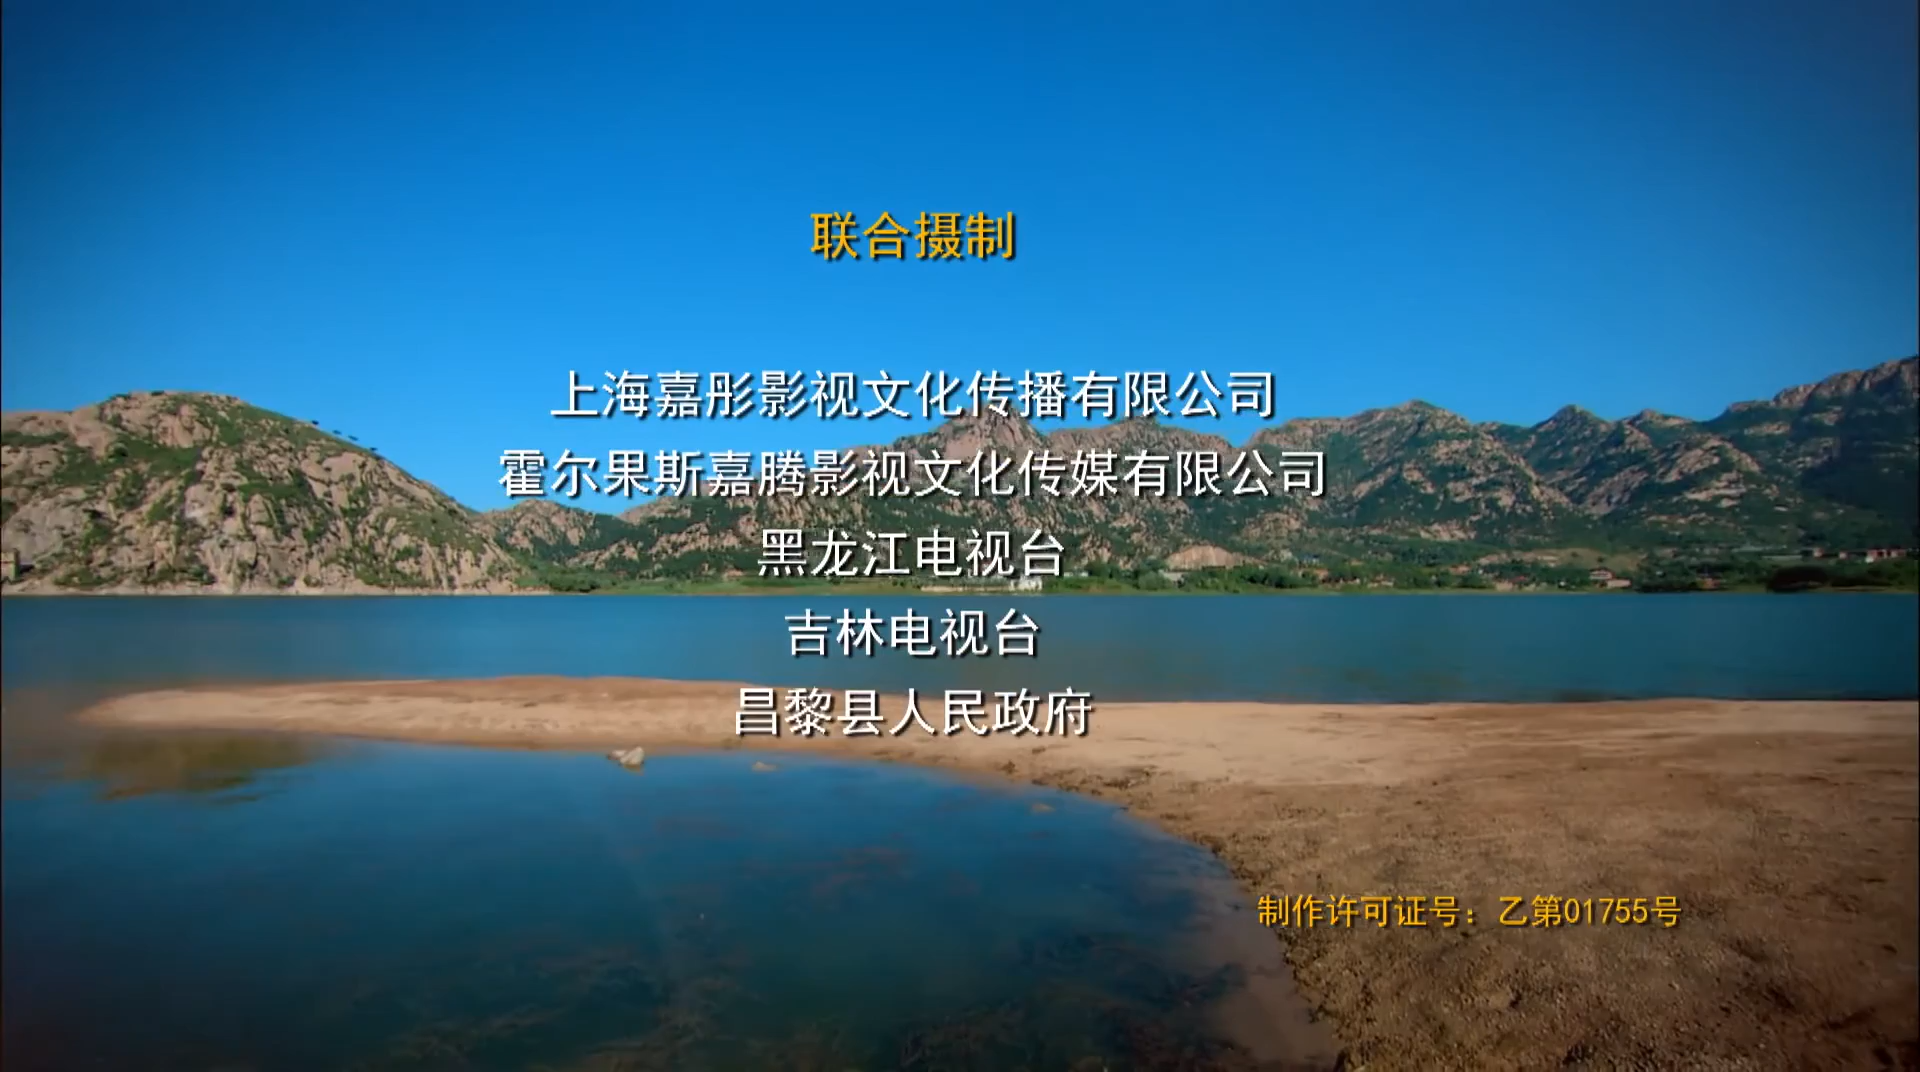 联合摄制
上海嘉彤影视文化传播有限公司
霍尔果斯嘉腾影视文化传媒有限公司
黑龙江电视台
吉林电视台
昌黎县人民政府
制作许可证号：乙第01755号